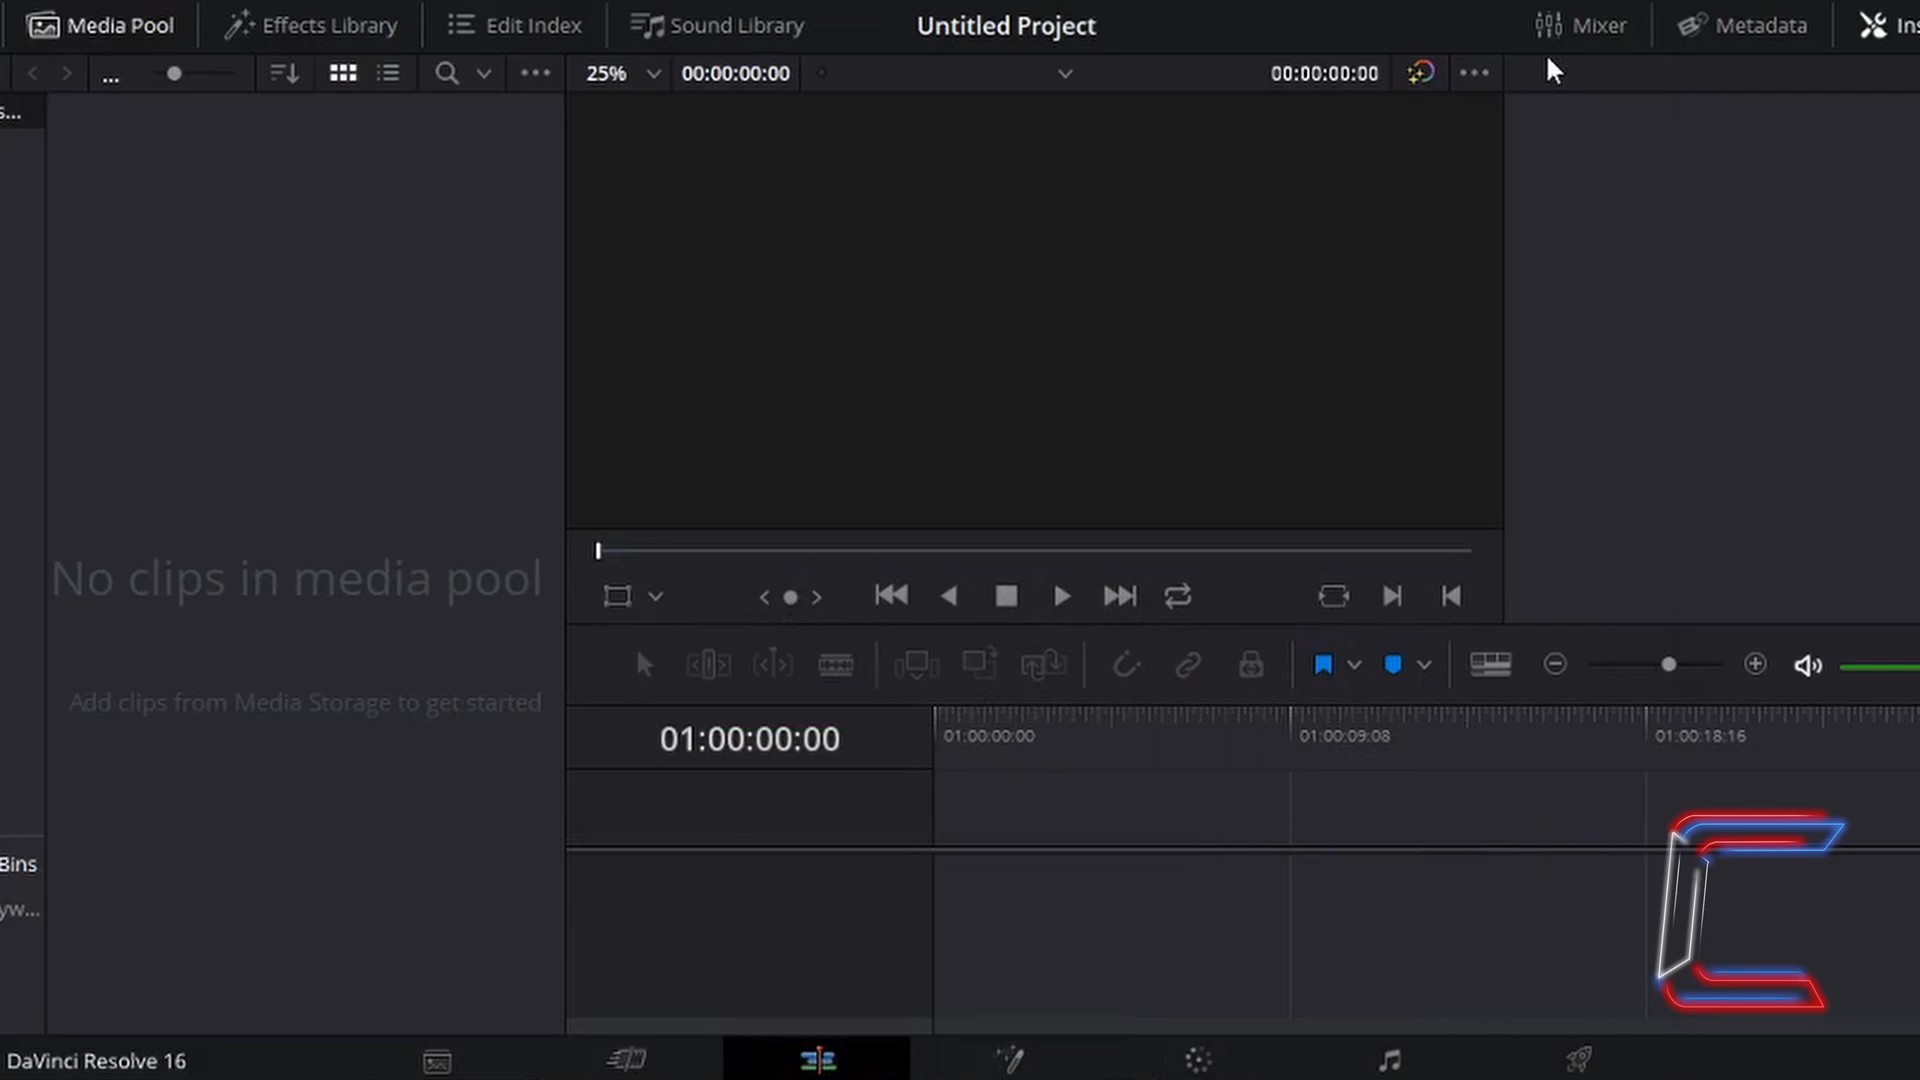 Media Pool
Effects Library
Edit Index
Sound Library
Untitled Project
Mixer
Metadata
Ins
...
25%
00:00:00:00
00:00:00:00
s...
No clips in media pool
Add clips from Media Storage to get started
01:00:00:00
01:00:00:00
01:00:09:08
01:00:18:16
Bins
yw...
DaVinci Resolve 16